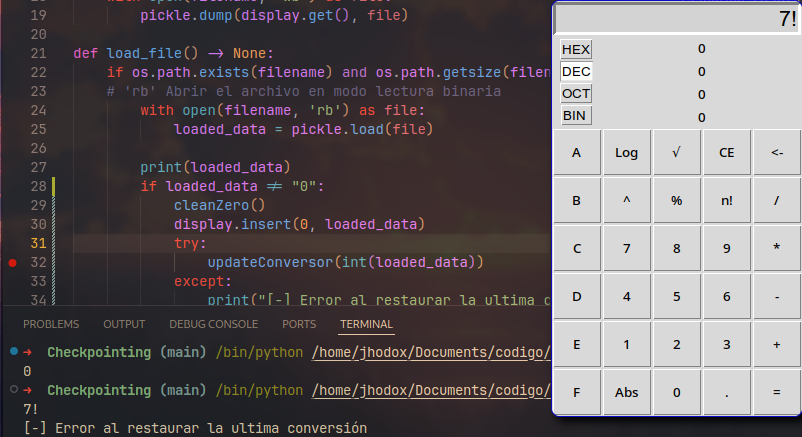 19 pickle.dump(display.get(), file)
20
21 def load_file() -> None:
22 if os.path.exists(filename) and os.path.getsize(filen
23 # 'rb' Abrir el archivo en modo lectura binaria
24 with open(filename, 'rb') as file:
25 loaded_data = pickle.load(file)
26
27 print(loaded_data)
28 if loaded_data ≠ "0":
29 cleanZero()
30 display.insert(0, loaded_data)
31 try:
32 updateConversor(int(loaded_data))
33 except:
34 print("[-] Error al restaurar la ultima c
PROBLEMS OUTPUT DEBUG CONSOLE PORTS TERMINAL
→ Checkpointing (main) /bin/python /home/jhodox/Documents/codigo/
0
→ Checkpointing (main) /bin/python /home/jhodox/Documents/codigo/
7!
[-] Error al restaurar la ultima conversión
7!
HEX 0
DEC 0
OCT 0
BIN 0
A Log √ CE <-
B ^ % n! /
C 7 8 9 *
D 4 5 6 -
E 1 2 3 +
F Abs 0 . =